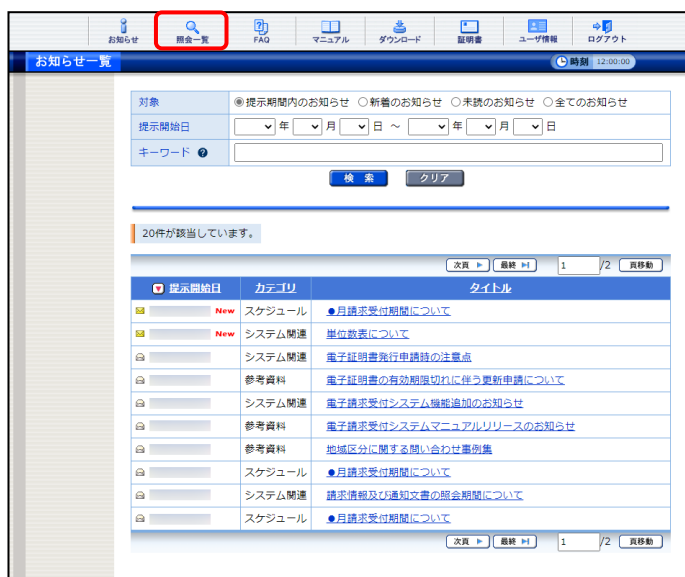 お知らせ 照会一覧 FAQ マニュアル ダウンロード 証明書 ユーザ情報 ログアウト
お知らせ一覧 時刻 12:00:00
対象 提示期間内のお知らせ 新着のお知らせ 未読のお知らせ 全てのお知らせ
提示開始日 年 月 日 ～ 年 月 日
キーワード ?
検 索 クリア
20件が該当しています。
次頁 最終 1 /2 頁移動
提示開始日 カテゴリ タイトル
New スケジュール ●月請求受付期間について
New システム関連 単位数表について
システム関連 電子証明書発行申請時の注意点
参考資料 電子証明書の有効期限切れに伴う更新申請について
システム関連 電子請求受付システム機能追加のお知らせ
参考資料 電子請求受付システムマニュアルリリースのお知らせ
参考資料 地域区分に関する問い合わせ事例集
スケジュール ●月請求受付期間について
システム関連 請求情報及び通知文書の照会期間について
スケジュール ●月請求受付期間について
次頁 最終 1 /2 頁移動